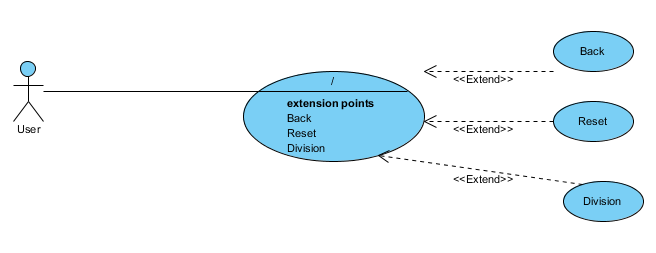 Back
/
<<Extend>>
extension points
Back
Reset
Division
Reset
<<Extend>>
User
<<Extend>>
Division